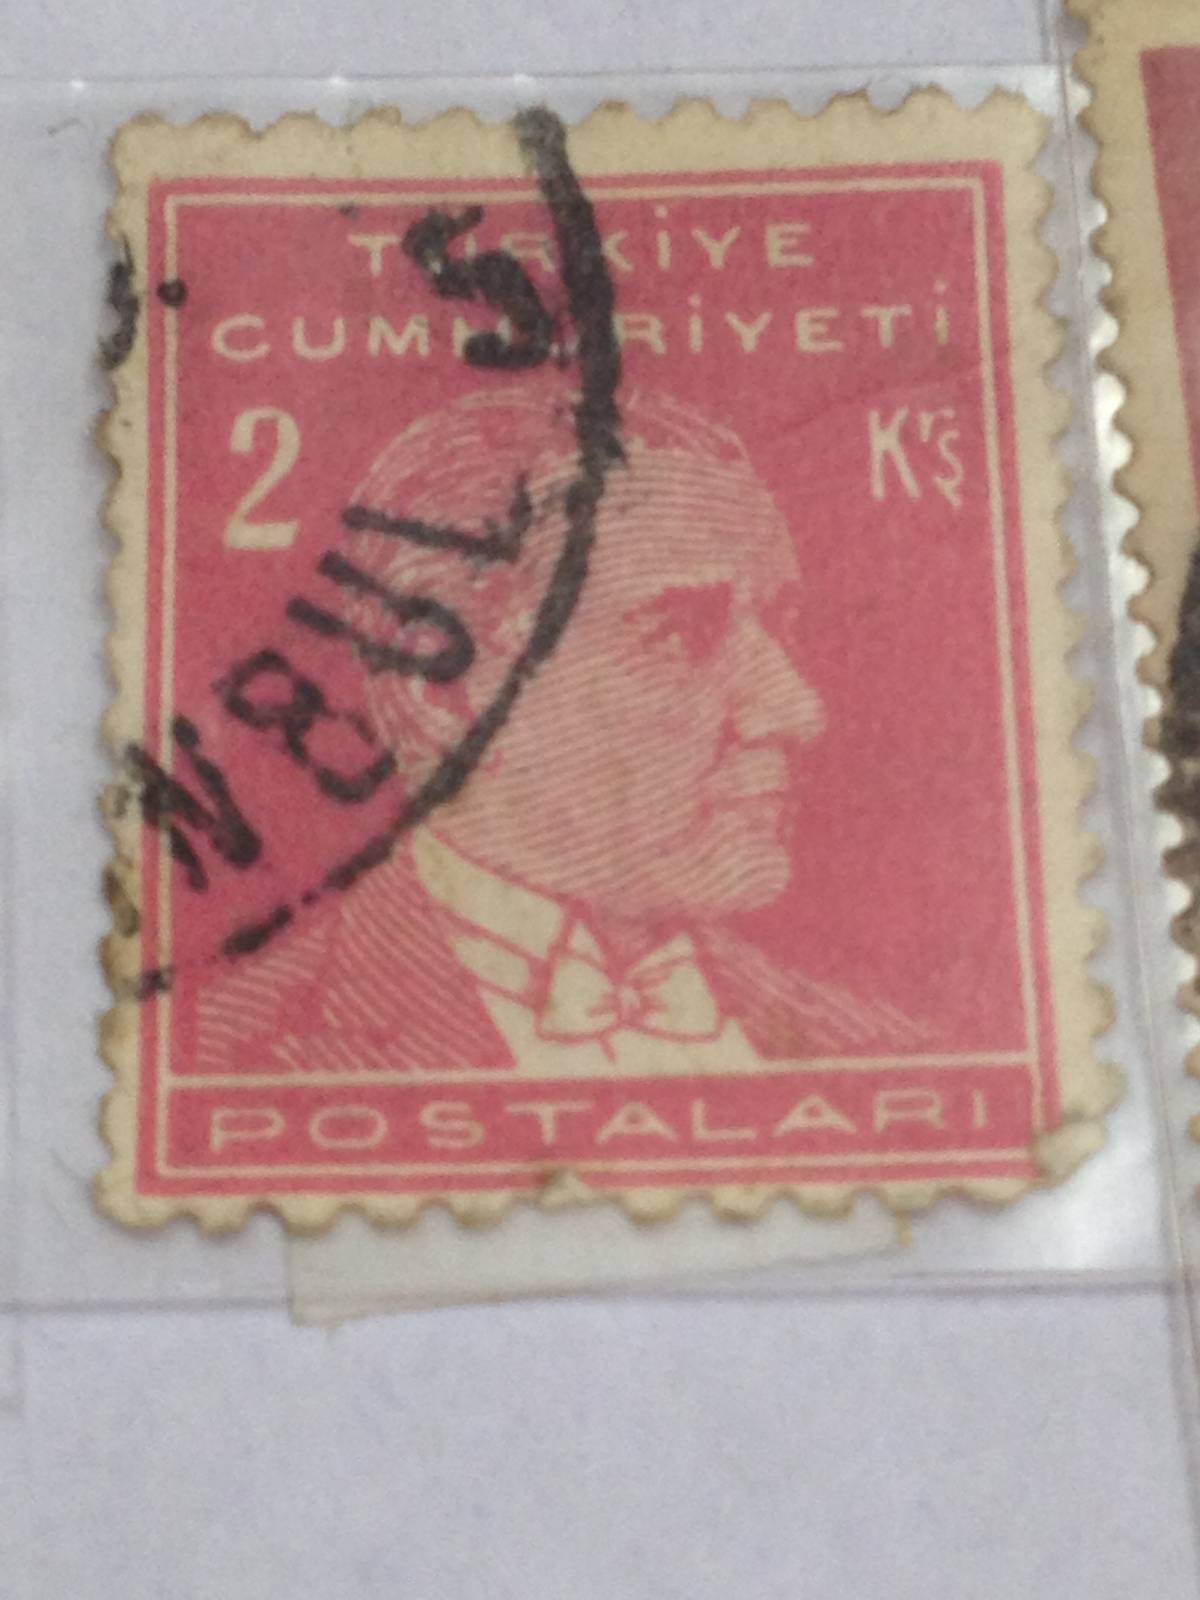 TÜRKİYE
CUMHURİYETİ
2 Krş
POSTALARI